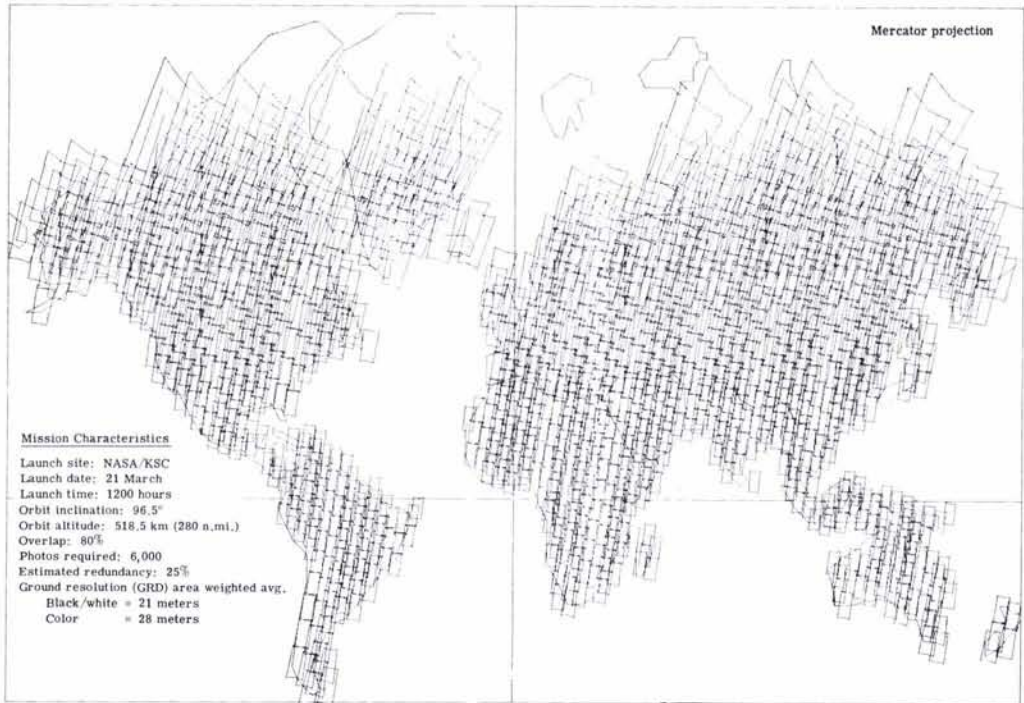 Mercator projection
Mission Characteristics
Launch site: NASA/KSC
Launch date: 21 March
Launch time: 1200 hours
Orbit inclination: 96.5°
Orbit altitude: 518.5 km (280 n.mi.)
Overlap: 80%
Photos required: 6,000
Estimated redundancy: 25%
Ground resolution (GRD) area weighted avg.
Black/white = 21 meters
Color = 28 meters